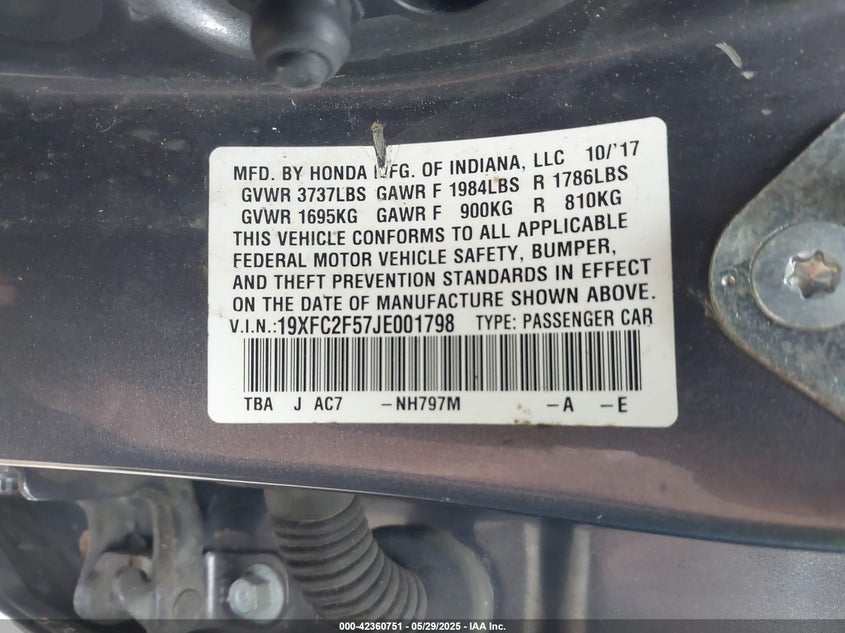 MFD. BY HONDA MFG. OF INDIANA, LLC 10/'17
GVWR 3737LBS GAWR F 1984LBS R 1786LBS
GVWR 1695KG GAWR F 900KG R 810KG
THIS VEHICLE CONFORMS TO ALL APPLICABLE
FEDERAL MOTOR VEHICLE SAFETY, BUMPER,
AND THEFT PREVENTION STANDARDS IN EFFECT
ON THE DATE OF MANUFACTURE SHOWN ABOVE.
V.I.N.:19XFC2F57JE001798 TYPE: PASSENGER CAR
TBA J AC7 -NH797M -A -E
000-42360751 | 05/29/2025 - IAA Inc.